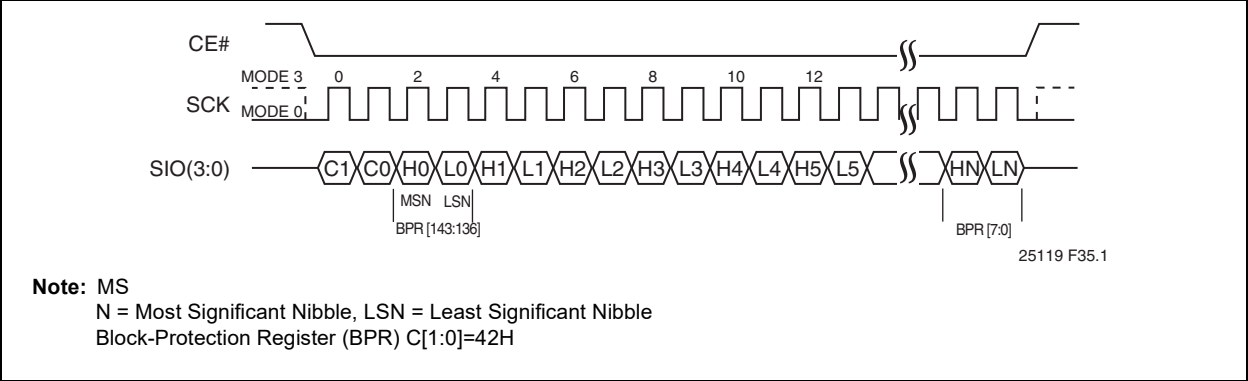 CE#
MODE 3 0 2 4 6 8 10 12
SCK
MODE 0
SIO(3:0) C1 C0 H0 L0 H1 L1 H2 L2 H3 L3 H4 L4 H5 L5 HN LN
MSN LSN
BPR [143:136] BPR [7:0]
25119 F35.1
Note: MS
N = Most Significant Nibble, LSN = Least Significant Nibble
Block-Protection Register (BPR) C[1:0]=42H